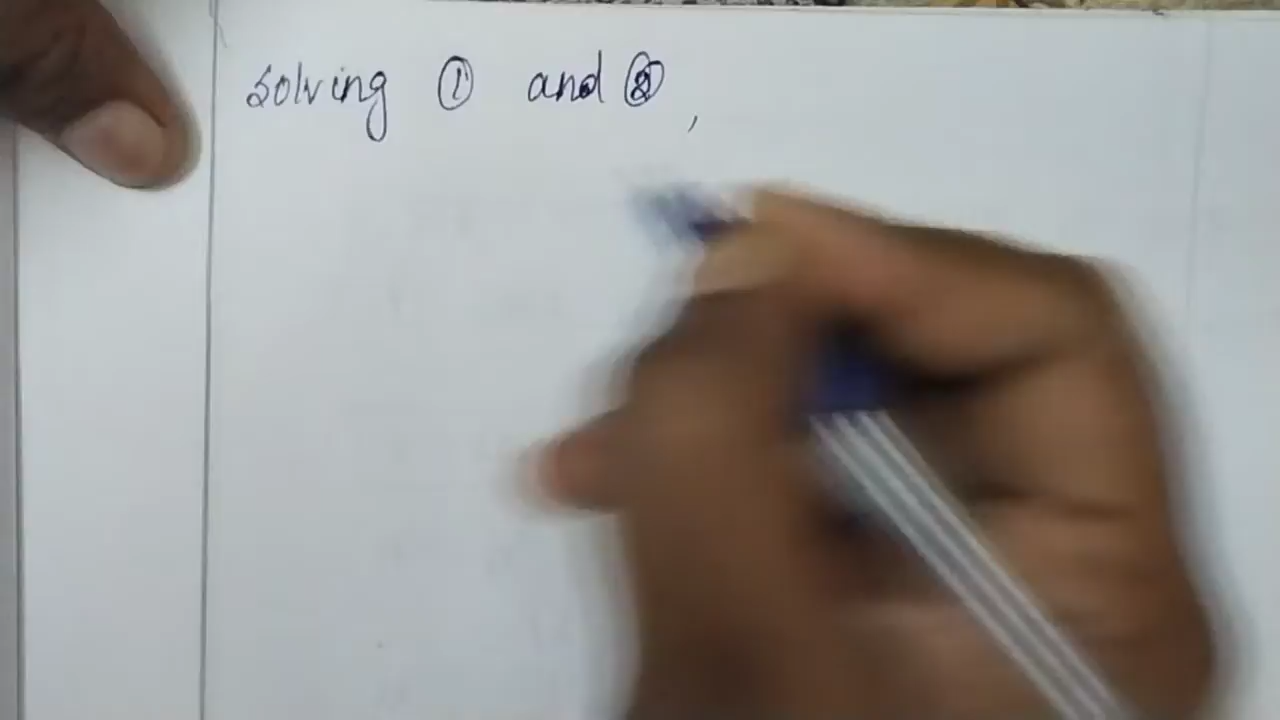 Solving ① and ②,